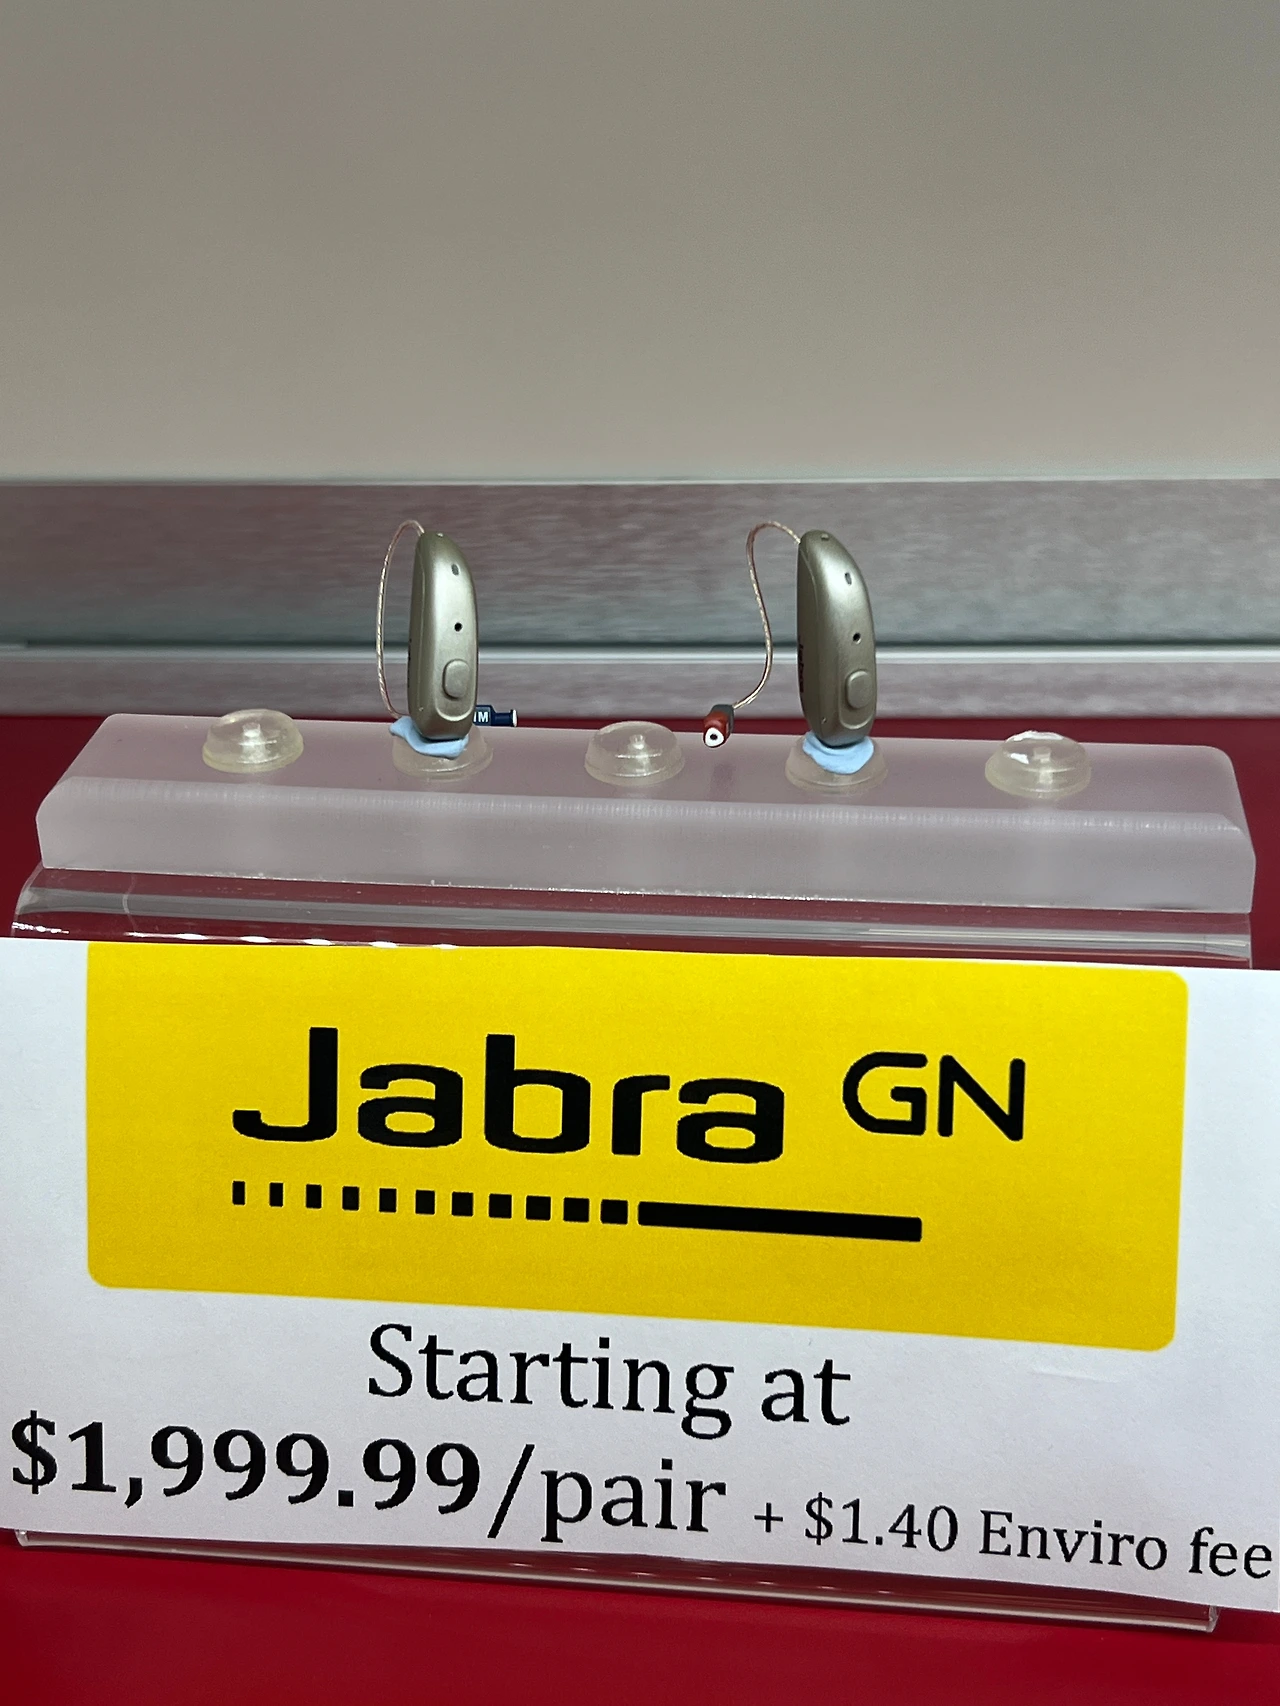 M
Jabra GN
Starting at
$1,999.99/pair + $1.40 Enviro fee